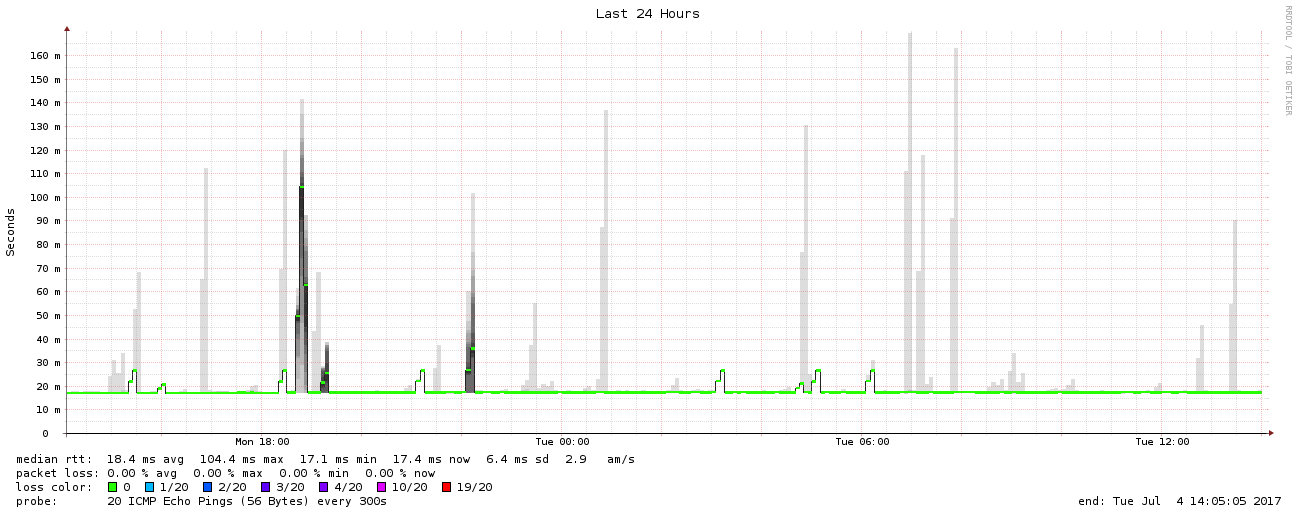 Last 24 Hours
RRDTOOL / TOBI OETIKER
Seconds
160 m
150 m
140 m
130 m
120 m
110 m
100 m
90 m
80 m
70 m
60 m
50 m
40 m
30 m
20 m
10 m
0
Mon 18:00 Tue 00:00 Tue 06:00 Tue 12:00
median rtt: 18.4 ms avg 104.4 ms max 17.1 ms min 17.4 ms now 6.4 ms sd 2.9 am/s
packet loss: 0.00 % avg 0.00 % max 0.00 % min 0.00 % now
loss color: 0 1/20 2/20 3/20 4/20 10/20 19/20
probe: 20 ICMP Echo Pings (56 Bytes) every 300s end: Tue Jul 4 14:05:05 2017